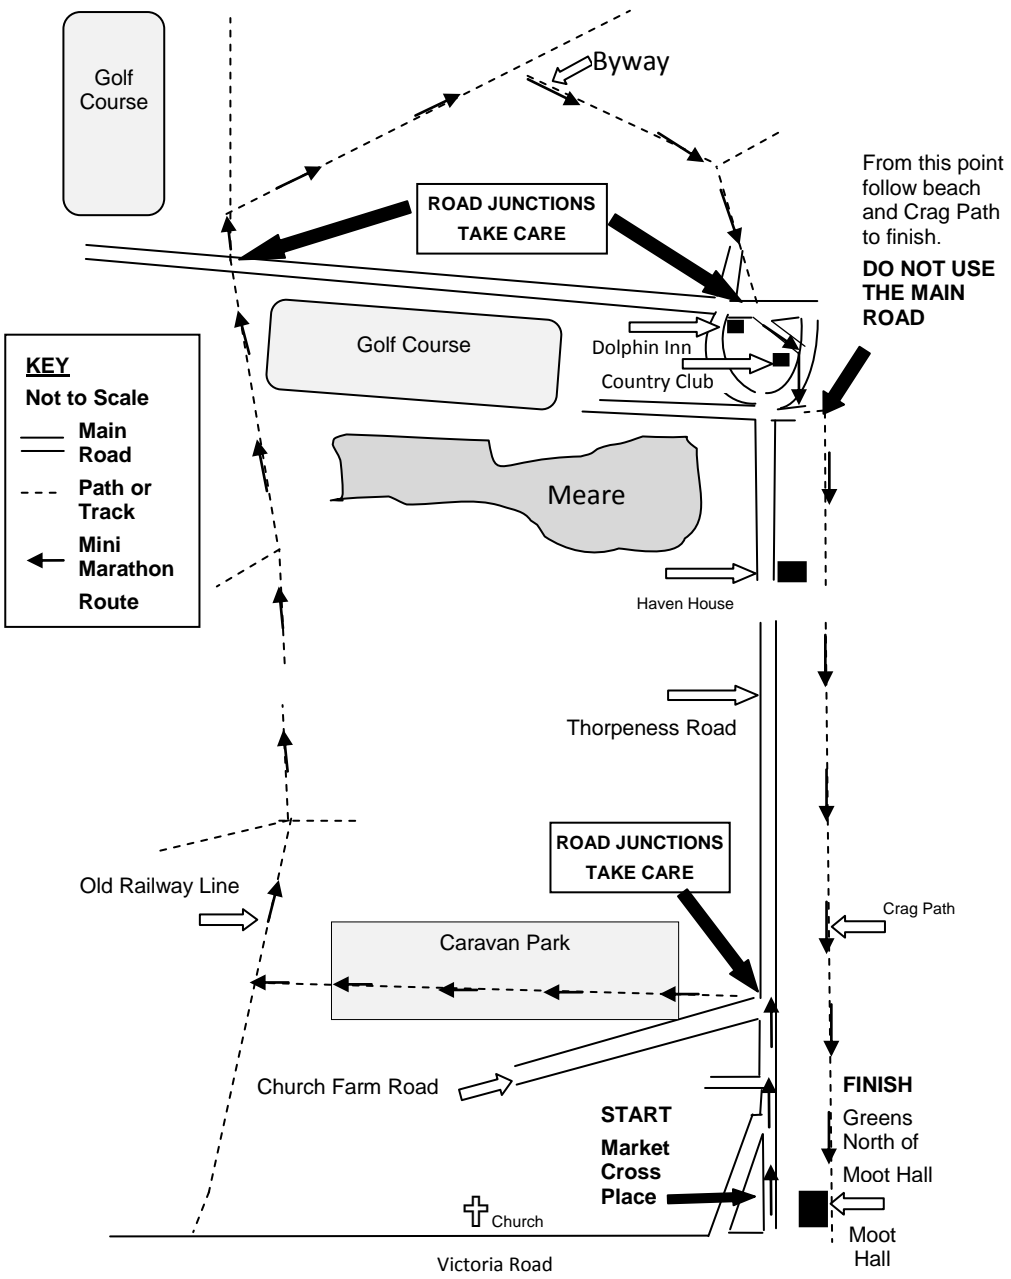 Golf
Course
Byway
From this point
follow beach
and Crag Path
to finish.
DO NOT USE
THE MAIN
ROAD
ROAD JUNCTIONS
TAKE CARE
Golf Course
Dolphin Inn
Country Club
KEY
Not to Scale
Main
Road
Path or
Track
Mini
Marathon
Route
Meare
Haven House
Thorpeness Road
ROAD JUNCTIONS
TAKE CARE
Old Railway Line
Crag Path
Caravan Park
Church Farm Road
START
Market
Cross
Place
FINISH
Greens
North of
Moot Hall
Church
Moot
Hall
Victoria Road